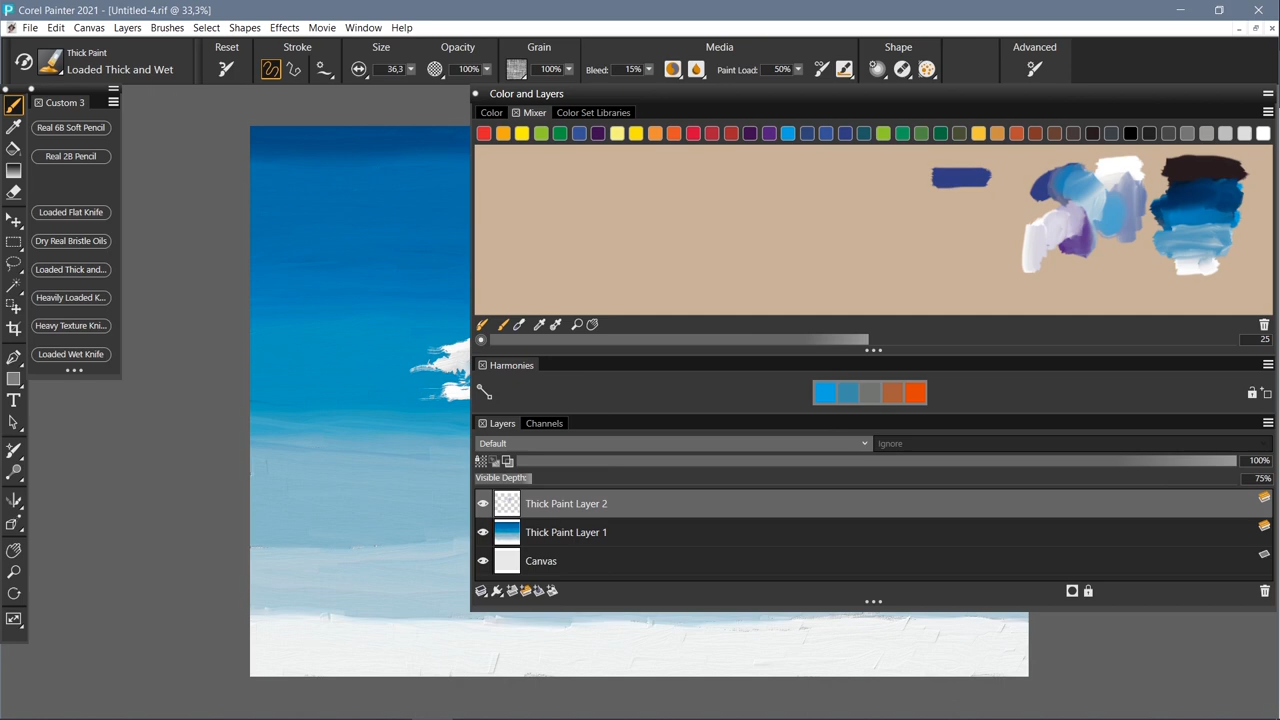 Corel Painter 2021 - [Untitled-4.rif @ 33,3%]
File Edit Canvas Layers Brushes Select Shapes Effects Movie Window Help
Thick Paint
Loaded Thick and Wet
Reset Stroke Size Opacity Grain Media Shape Advanced
36,3 100% 100% Bleed: 15% Paint Load: 50%
Custom 3
Real 6B Soft Pencil
Real 2B Pencil
Loaded Flat Knife
Dry Real Bristle Oils
Loaded Thick and...
Heavily Loaded K...
Heavy Texture Kni...
Loaded Wet Knife
Color and Layers
Color Mixer Color Set Libraries
25
Harmonies
Layers Channels
Default Ignore
100%
Visible Depth: 75%
Thick Paint Layer 2
Thick Paint Layer 1
Canvas